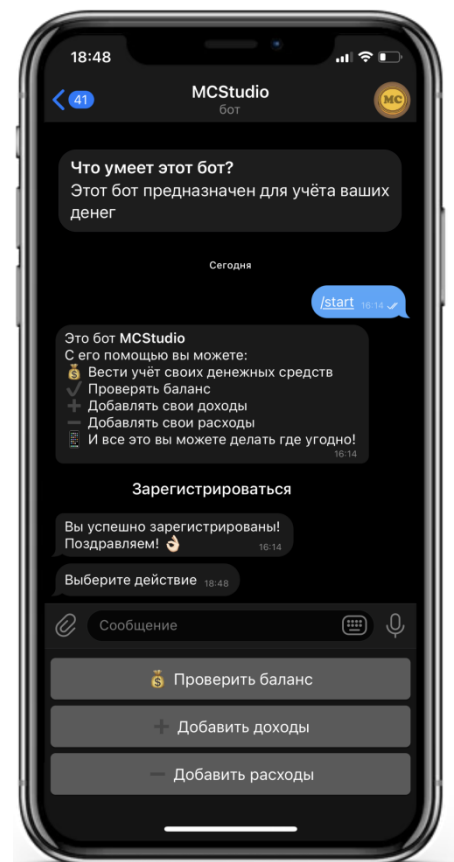 18:48
41
MCStudio
бот
MC
Что умеет этот бот?
Этот бот предназначен для учёта ваших
денег
Сегодня
/start 16:14
Это бот MCStudio
С его помощью вы можете:
💰 Вести учёт своих денежных средств
✔️ Проверять баланс
➕ Добавлять свои доходы
➖ Добавлять свои расходы
📱 И все это вы можете делать где угодно!
16:14
Зарегистрироваться
Вы успешно зарегистрированы!
Поздравляем! 👌🏻 16:14
Выберите действие 18:48
Сообщение
💰 Проверить баланс
➕ Добавить доходы
➖ Добавить расходы